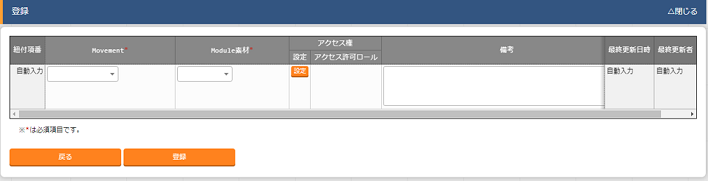 登録 △閉じる
紐付項番 Movement* Module素材* アクセス権 備考 最終更新日時 最終更新者
設定 アクセス許可ロール
自動入力 設定 自動入力 自動入力
※*は必須項目です。
戻る 登録